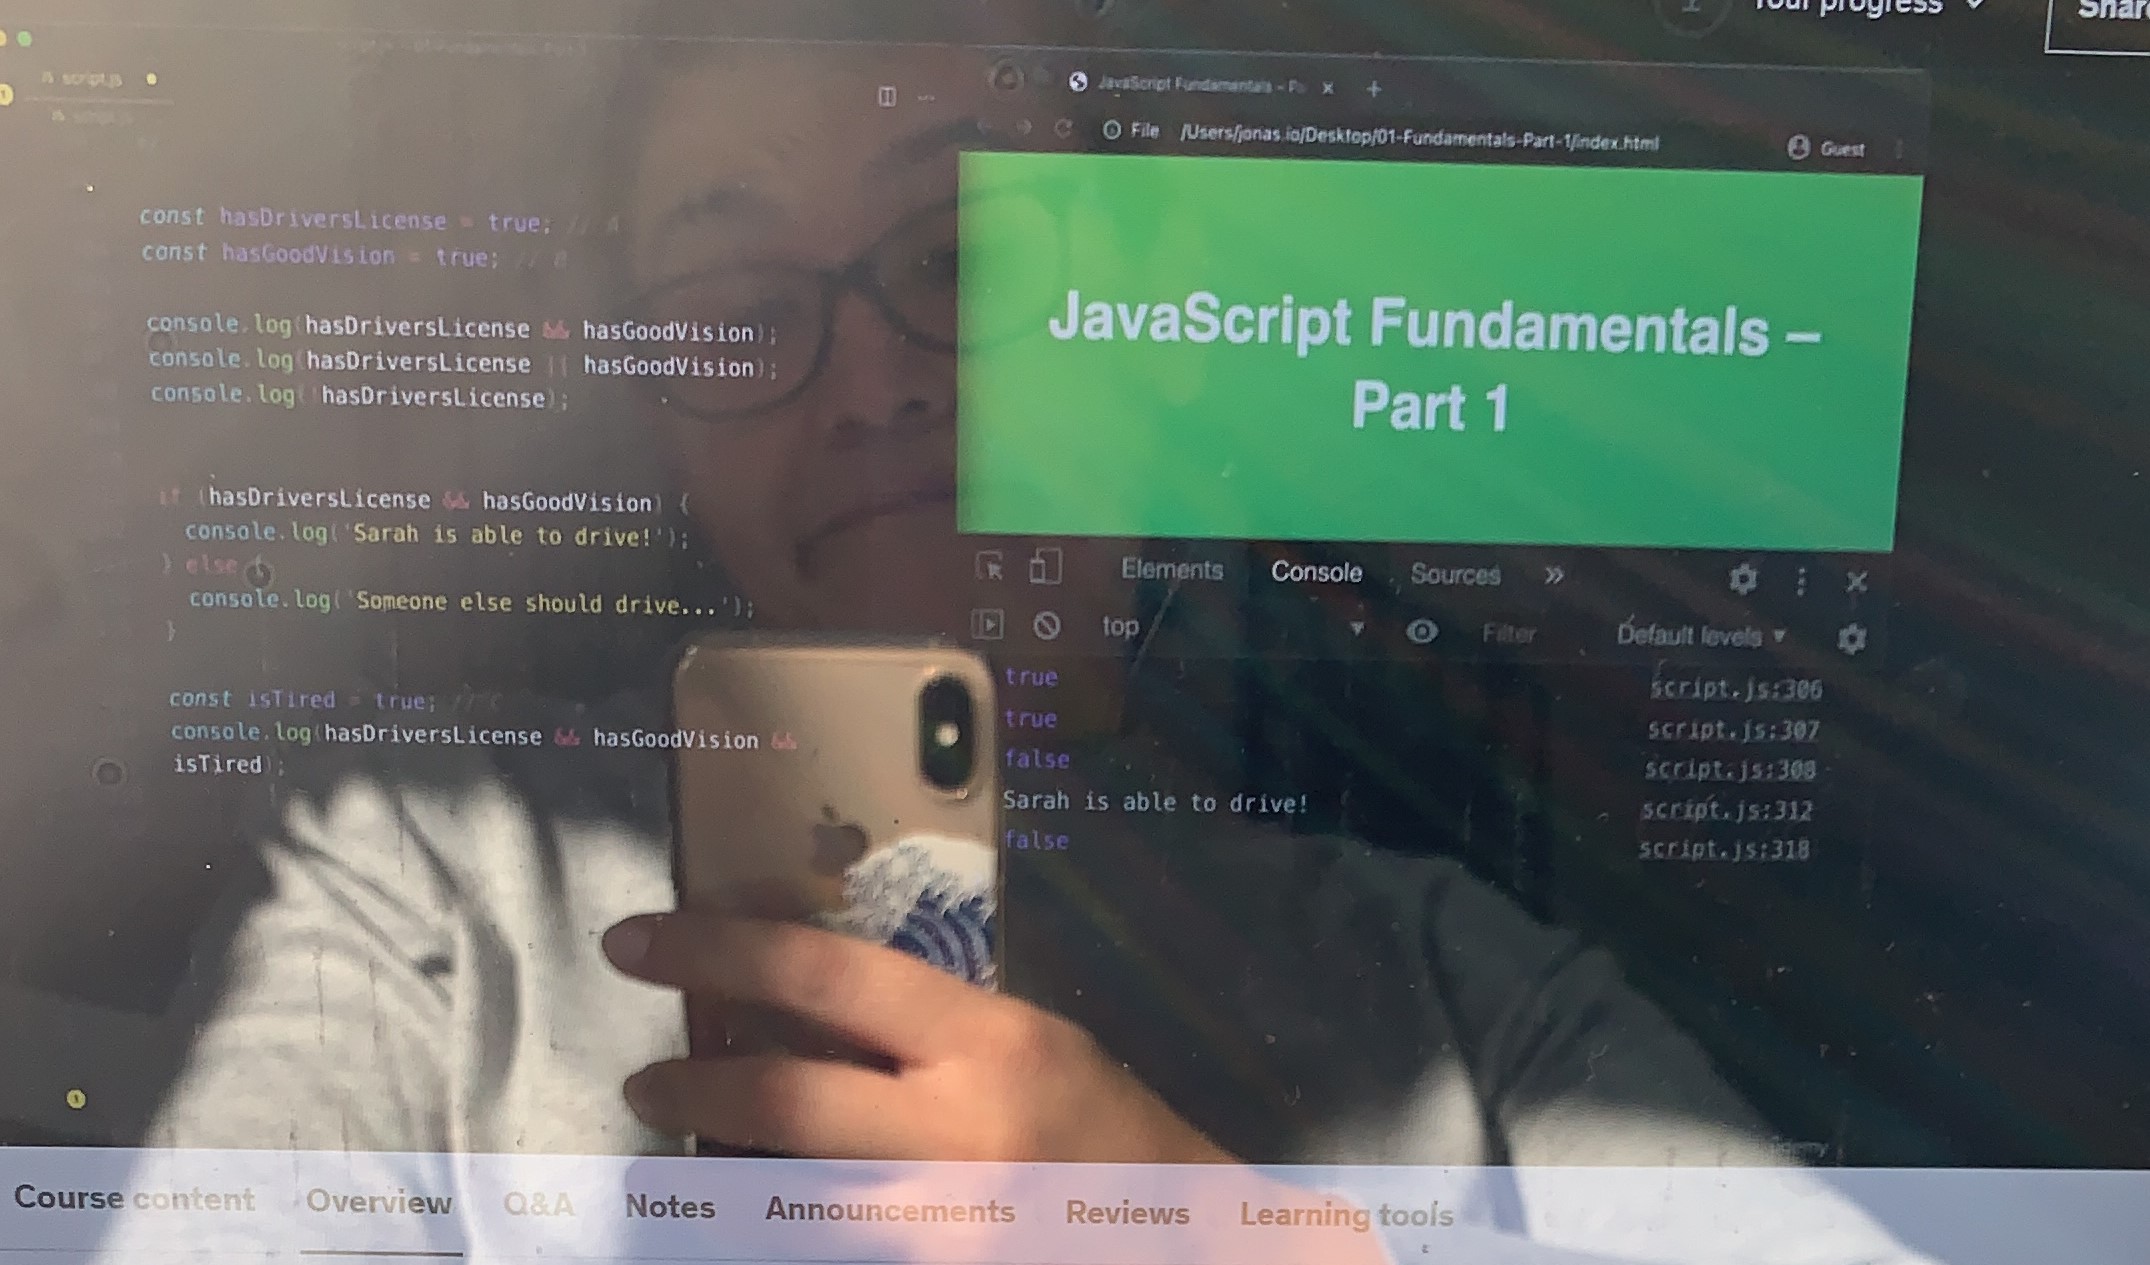 Your progress
Share
script.js
script.js
JavaScript Fundamentals – P
File /Users/jonas.io/Desktop/01-Fundamentals-Part-1/index.html
Guest
const hasDriversLicense = true; // A
const hasGoodVision = true; // B
console.log(hasDriversLicense && hasGoodVision);
console.log(hasDriversLicense || hasGoodVision);
console.log(!hasDriversLicense);
if (hasDriversLicense && hasGoodVision) {
console.log('Sarah is able to drive!');
} else {
console.log('Someone else should drive...');
}
const isTired = true; // C
console.log(hasDriversLicense && hasGoodVision &&
isTired);
JavaScript Fundamentals –
Part 1
Elements Console Sources »
top Filter Default levels
true script.js:306
true script.js:307
false script.js:308
Sarah is able to drive! script.js:312
false script.js:318
Course content Overview Q&A Notes Announcements Reviews Learning tools